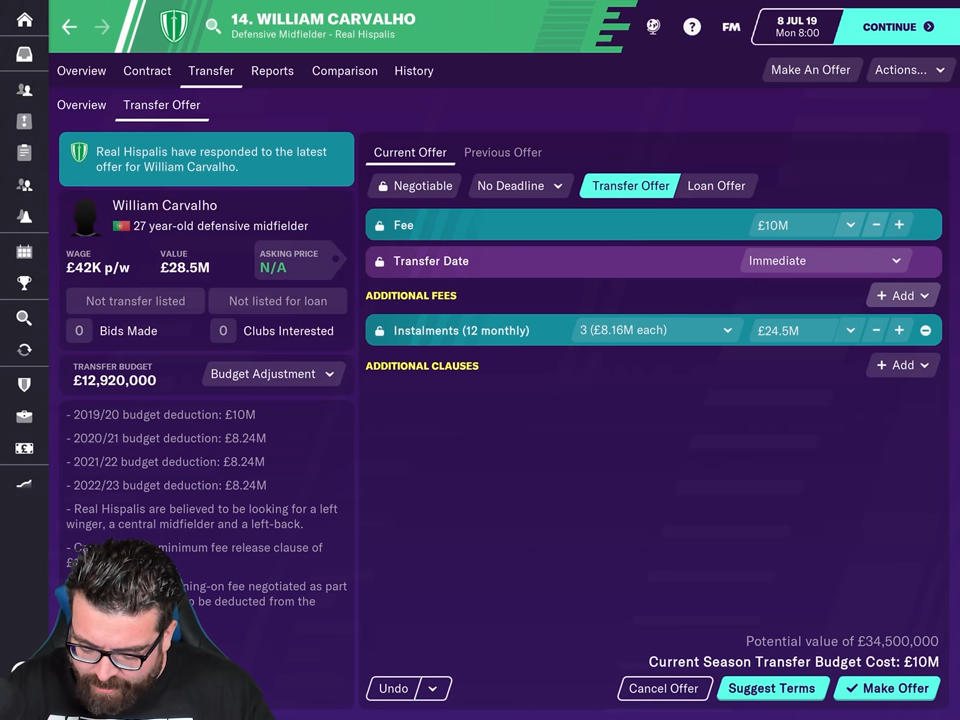 14. WILLIAM CARVALHO
Defensive Midfielder - Real Hispalis
FM
8 JUL 19
Mon 8:00
CONTINUE
Overview
Contract
Transfer
Reports
Comparison
History
Make An Offer
Actions...
Overview
Transfer Offer
Real Hispalis have responded to the latest
offer for William Carvalho.
William Carvalho
27 year-old defensive midfielder
WAGE
£42K p/w
VALUE
£28.5M
ASKING PRICE
N/A
Not transfer listed
Not listed for loan
0 Bids Made
0 Clubs Interested
TRANSFER BUDGET
£12,920,000
Budget Adjustment
- 2019/20 budget deduction: £10M
- 2020/21 budget deduction: £8.24M
- 2021/22 budget deduction: £8.24M
- 2022/23 budget deduction: £8.24M
- Real Hispalis are believed to be looking for a left
winger, a central midfielder and a left-back.
minimum fee release clause of
fee negotiated as part
be deducted from the
Current Offer
Previous Offer
Negotiable
No Deadline
Transfer Offer
Loan Offer
Fee
£10M
Transfer Date
Immediate
ADDITIONAL FEES
+ Add
Instalments (12 monthly)
3 (£8.16M each)
£24.5M
ADDITIONAL CLAUSES
+ Add
Potential value of £34,500,000
Current Season Transfer Budget Cost: £10M
Undo
Cancel Offer
Suggest Terms
Make Offer